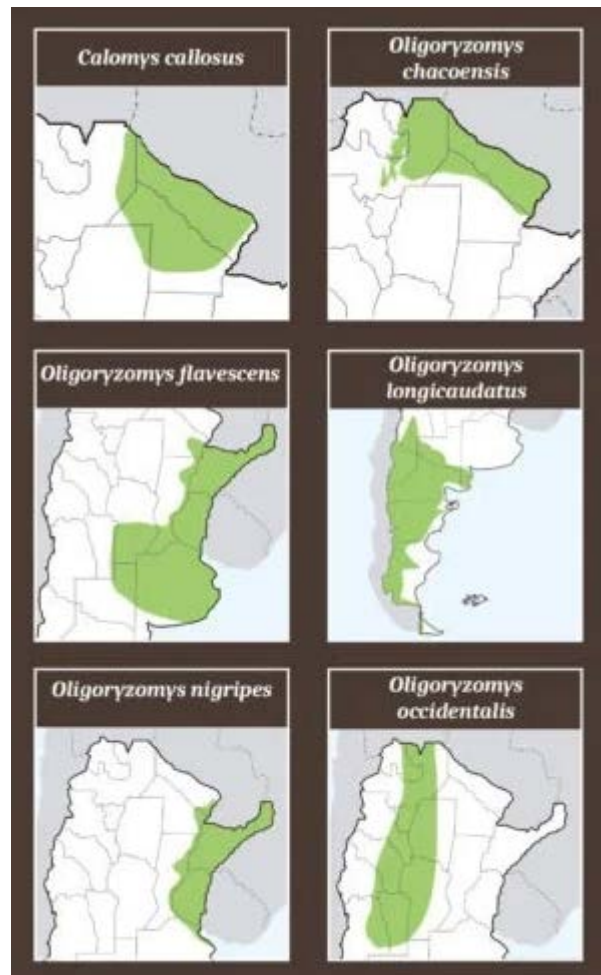 Calomys callosus
Oligoryzomys
chacoensis
Oligoryzomys flavescens
Oligoryzomys
longicaudatus
Oligoryzomys nigripes
Oligoryzomys
occidentalis